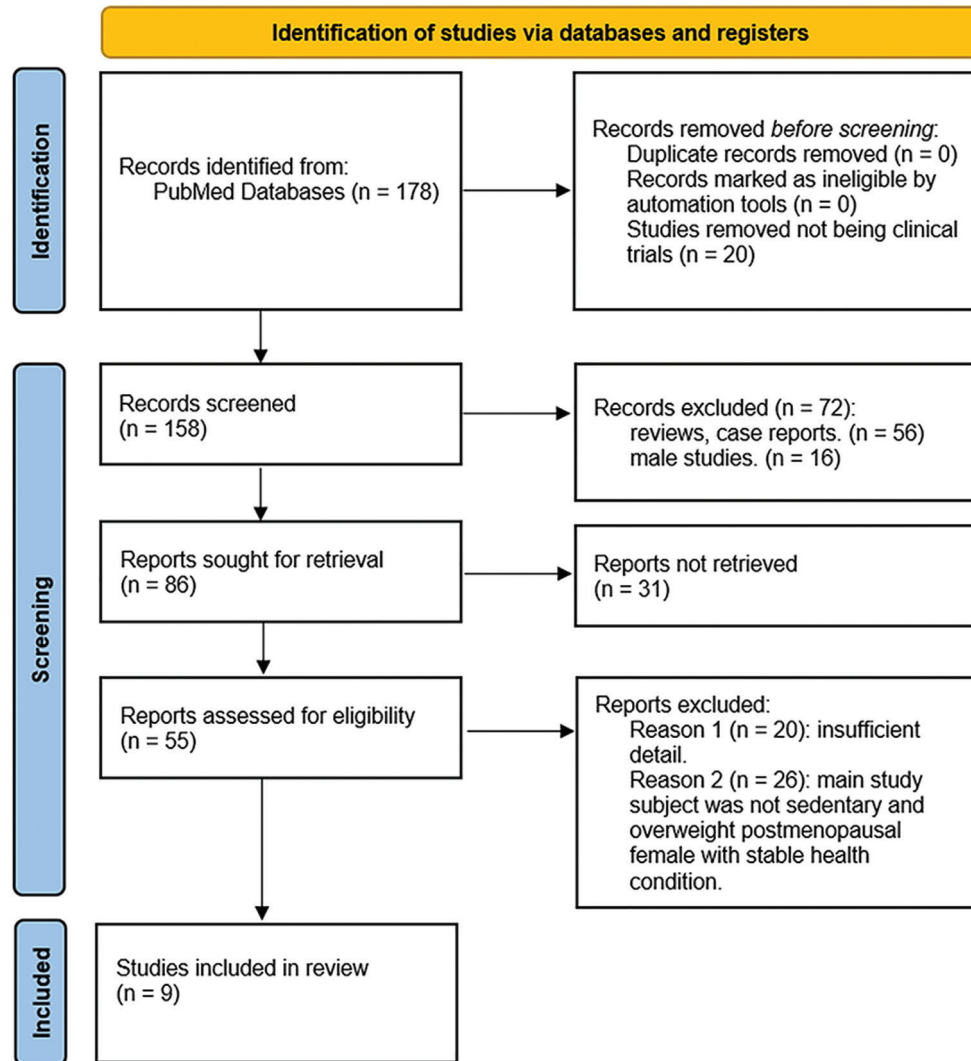 Identification of studies via databases and registers
Identification
Records identified from:
PubMed Databases (n = 178)
Records removed before screening:
Duplicate records removed (n = 0)
Records marked as ineligible by
automation tools (n = 0)
Studies removed not being clinical
trials (n = 20)
Screening
Records screened
(n = 158)
Records excluded (n = 72):
reviews, case reports. (n = 56)
male studies. (n = 16)
Reports sought for retrieval
(n = 86)
Reports not retrieved
(n = 31)
Reports assessed for eligibility
(n = 55)
Reports excluded:
Reason 1 (n = 20): insufficient
detail.
Reason 2 (n = 26): main study
subject was not sedentary and
overweight postmenopausal
female with stable health
condition.
Included
Studies included in review
(n = 9)